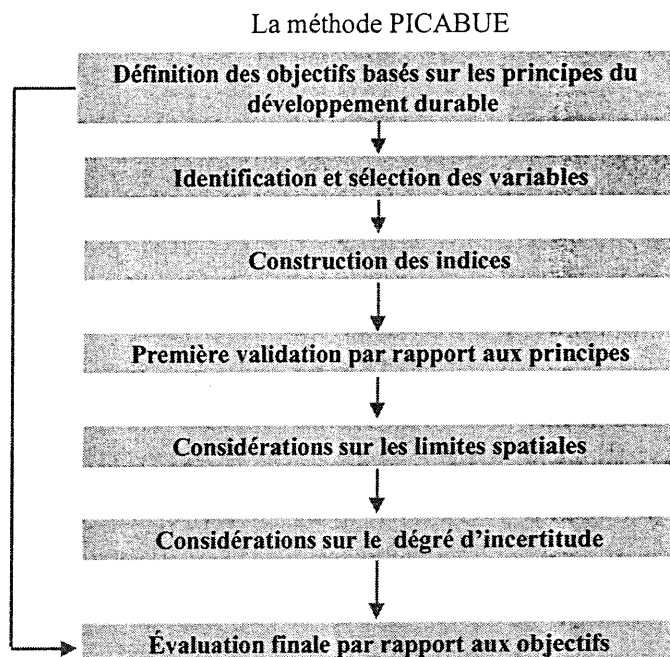 La méthode PICABUE
Définition des objectifs basés sur les principes du
développement durable
Identification et sélection des variables
Construction des indices
Première validation par rapport aux principes
Considérations sur les limites spatiales
Considérations sur le dégré d'incertitude
Évaluation finale par rapport aux objectifs